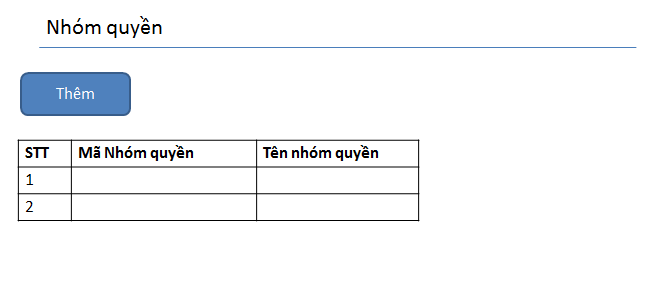 Nhóm quyền
Thêm
STT Mã Nhóm quyền Tên nhóm quyền
1
2